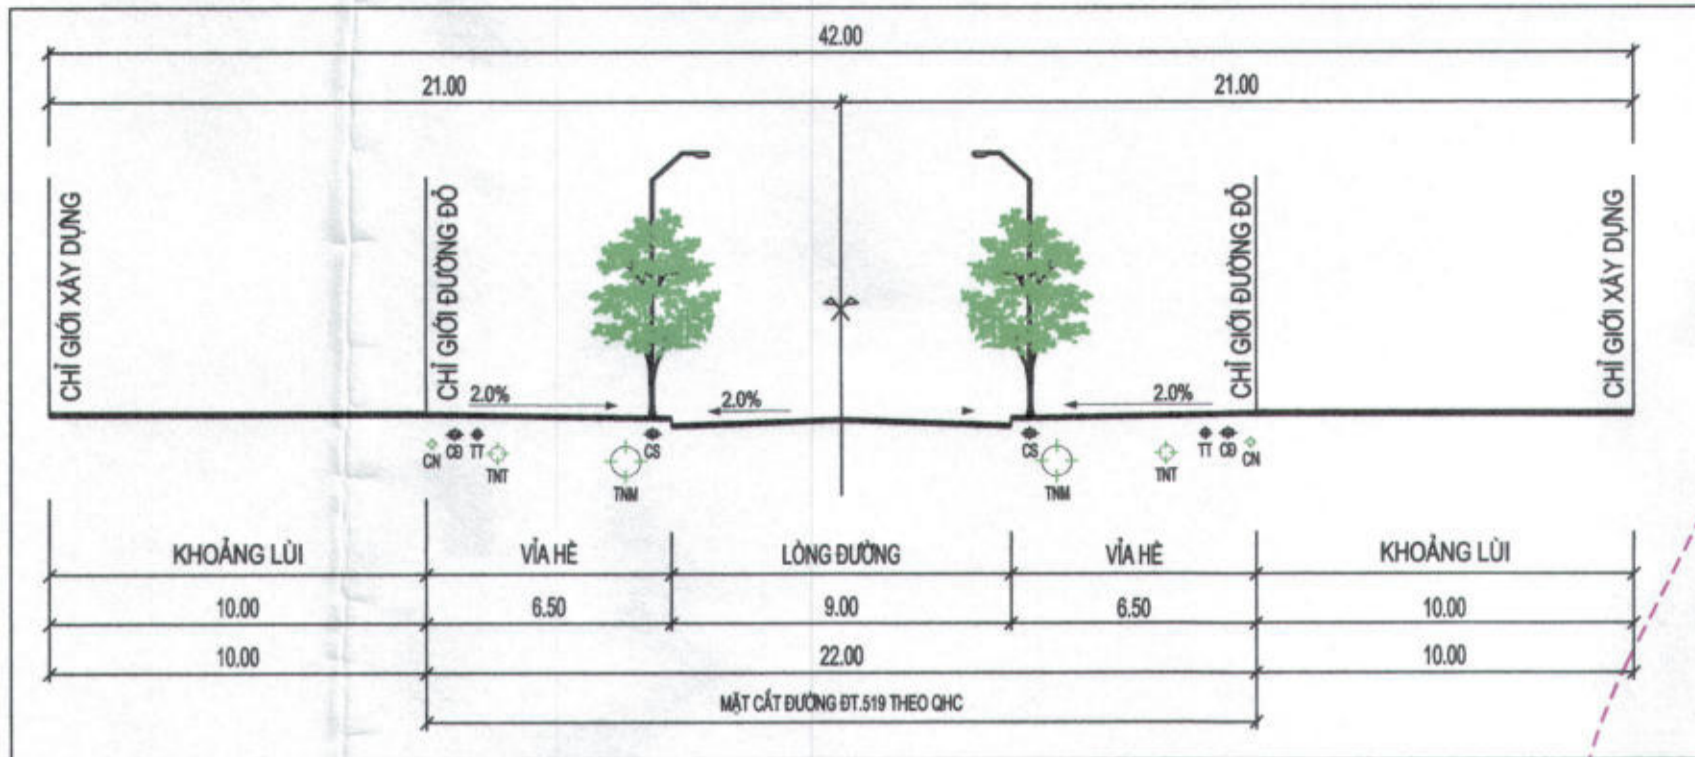 42.00
21.00 21.00
CHỈ GIỚI XÂY DỰNG
CHỈ GIỚI ĐƯỜNG ĐỎ
CHỈ GIỚI ĐƯỜNG ĐỎ
CHỈ GIỚI XÂY DỰNG
2.0% 2.0% 2.0%
CN CĐ TT TNT TNM CS CS TNM TNT TT CĐ CN
KHOẢNG LÙI VỈA HÈ LÒNG ĐƯỜNG VỈA HÈ KHOẢNG LÙI
10.00 6.50 9.00 6.50 10.00
10.00 22.00 10.00
MẶT CẮT ĐƯỜNG ĐT.519 THEO QHC